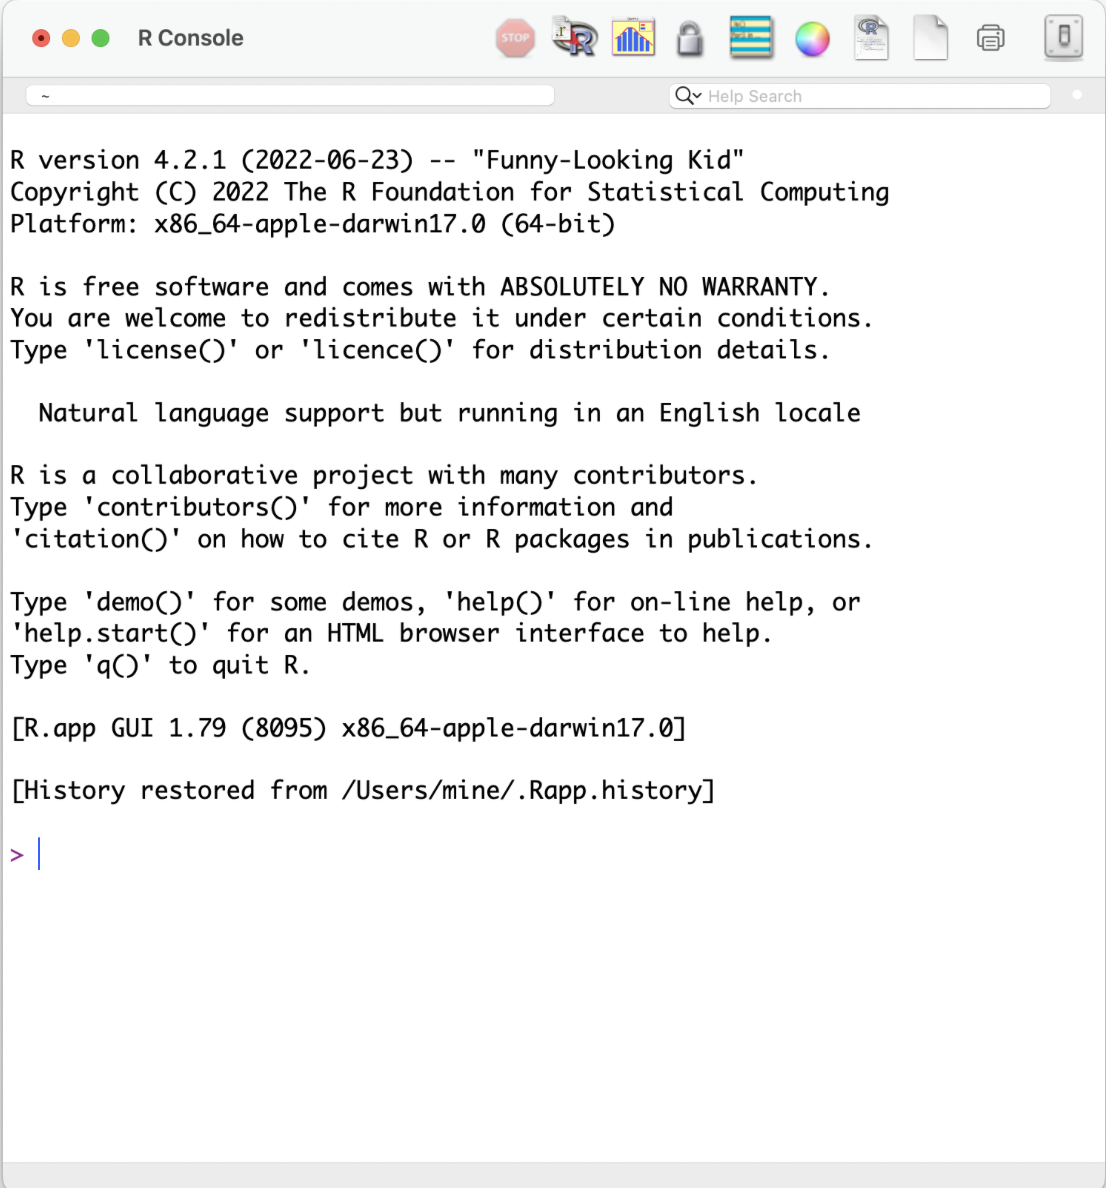 R Console
STOP
~
Help Search
R version 4.2.1 (2022-06-23) -- "Funny-Looking Kid"
Copyright (C) 2022 The R Foundation for Statistical Computing
Platform: x86_64-apple-darwin17.0 (64-bit)
R is free software and comes with ABSOLUTELY NO WARRANTY.
You are welcome to redistribute it under certain conditions.
Type 'license()' or 'licence()' for distribution details.
Natural language support but running in an English locale
R is a collaborative project with many contributors.
Type 'contributors()' for more information and
'citation()' on how to cite R or R packages in publications.
Type 'demo()' for some demos, 'help()' for on-line help, or
'help.start()' for an HTML browser interface to help.
Type 'q()' to quit R.
[R.app GUI 1.79 (8095) x86_64-apple-darwin17.0]
[History restored from /Users/mine/.Rapp.history]
>